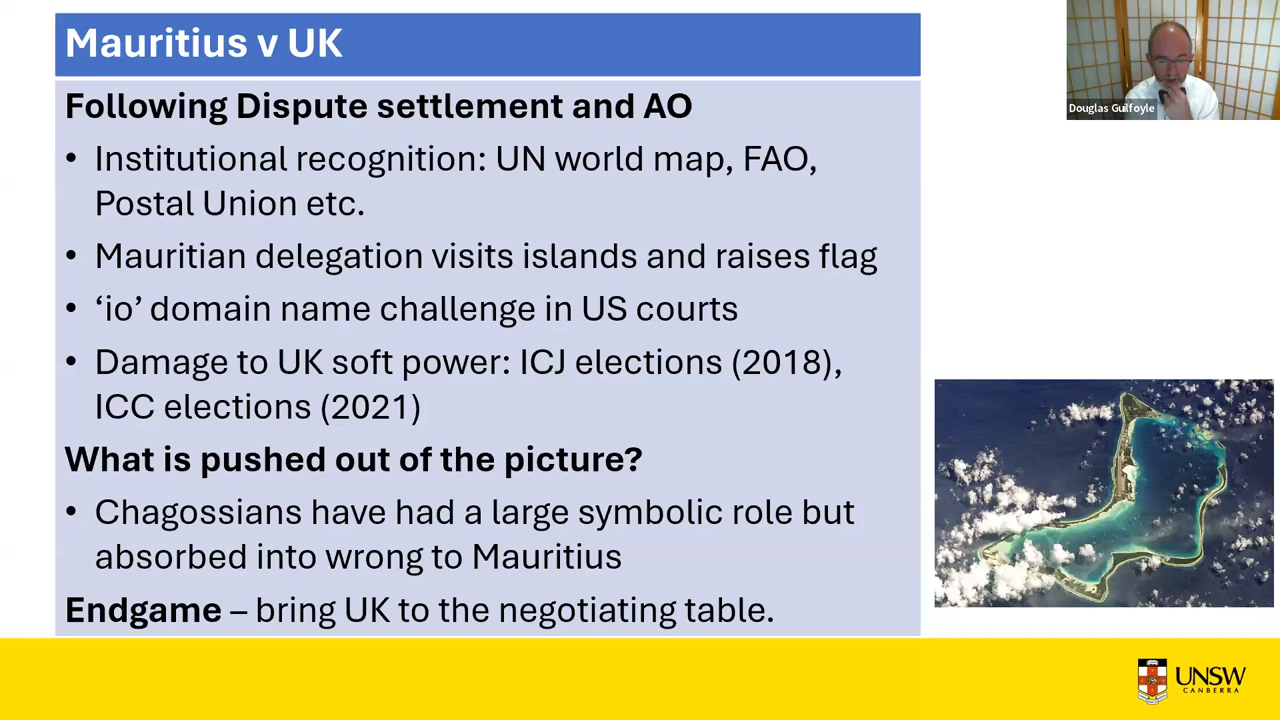 Mauritius v UK
Following Dispute settlement and AO
• Institutional recognition: UN world map, FAO,
Postal Union etc.
• Mauritian delegation visits islands and raises flag
• ‘io’ domain name challenge in US courts
• Damage to UK soft power: ICJ elections (2018),
ICC elections (2021)
What is pushed out of the picture?
• Chagossians have had a large symbolic role but
absorbed into wrong to Mauritius
Endgame – bring UK to the negotiating table.
Douglas Guilfoyle
UNSW
CANBERRA